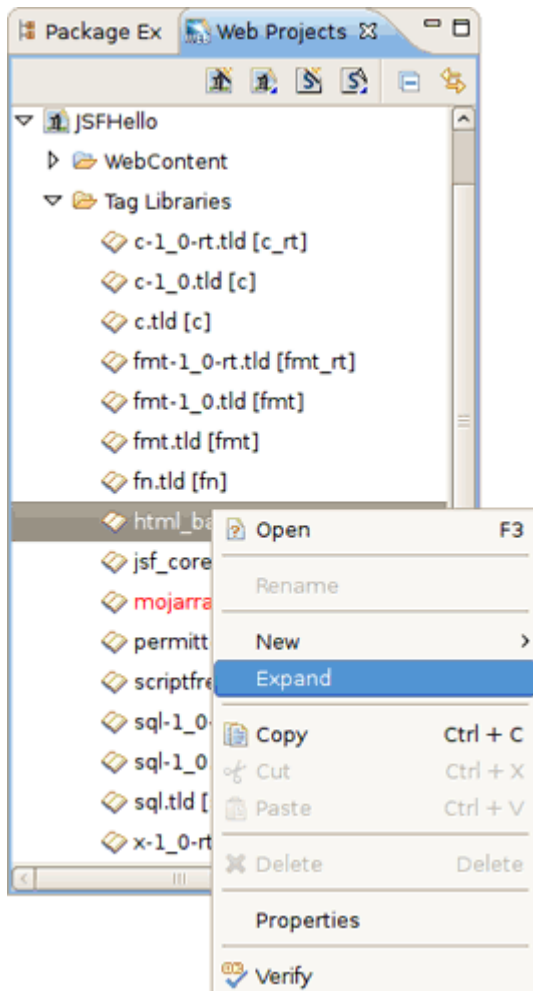 Package Ex
Web Projects
JSFHello
WebContent
Tag Libraries
c-1_0-rt.tld [c_rt]
c-1_0.tld [c]
c.tld [c]
fmt-1_0-rt.tld [fmt_rt]
fmt-1_0.tld [fmt]
fmt.tld [fmt]
fn.tld [fn]
html_ba
jsf_core
mojarra
permitt
scriptfre
sql-1_0-
sql-1_0
sql.tld [
x-1_0-rt
Open F3
Rename
New
Expand
Copy Ctrl + C
Cut Ctrl + X
Paste Ctrl + V
Delete Delete
Properties
Verify